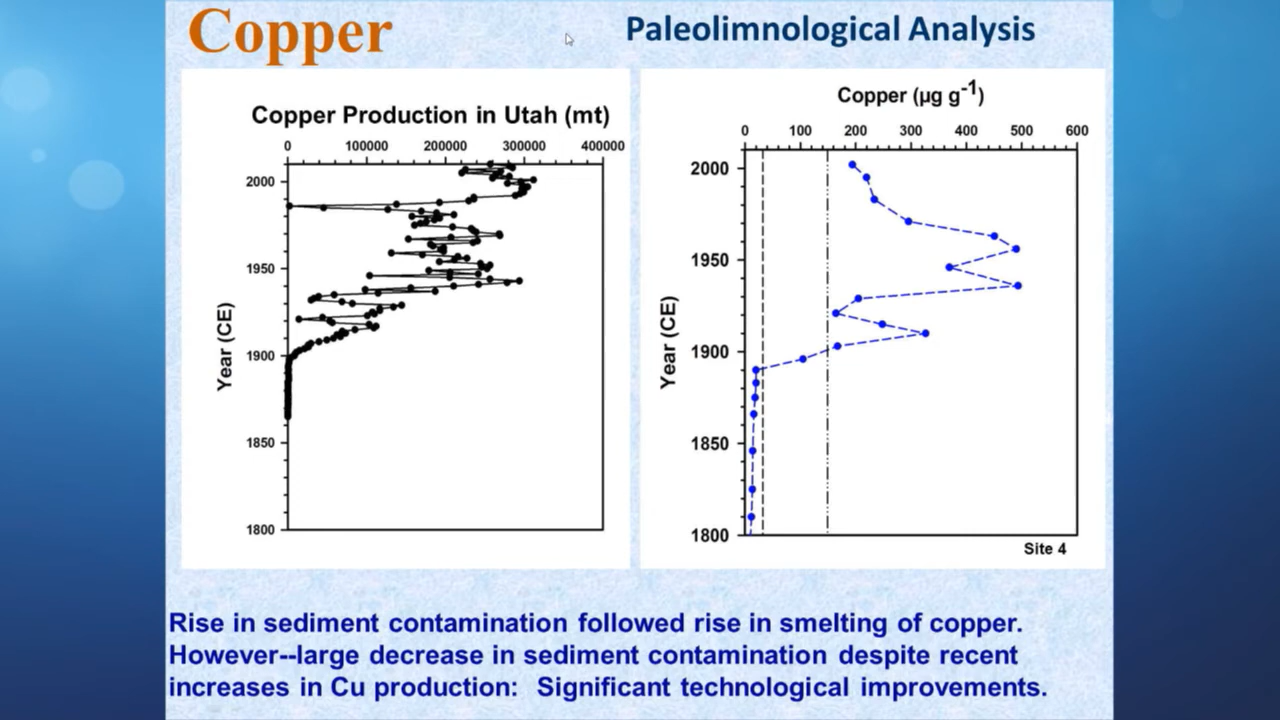 Copper
Paleolimnological Analysis
Copper Production in Utah (mt)
0 100000 200000 300000 400000
2000
1950
1900
1850
1800
Year (CE)
Copper (µg g-1)
0 100 200 300 400 500 600
2000
1950
1900
1850
1800
Year (CE)
Site 4
Rise in sediment contamination followed rise in smelting of copper.
However--large decrease in sediment contamination despite recent
increases in Cu production: Significant technological improvements.